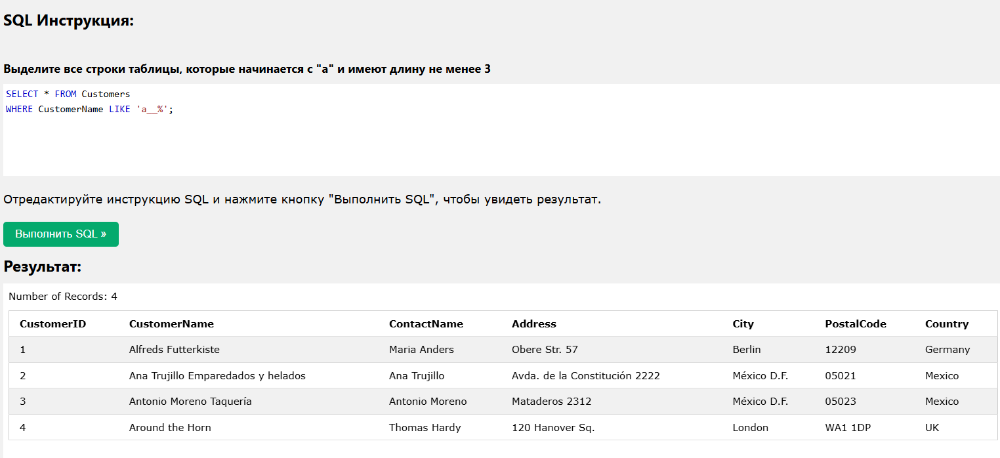 SQL Инструкция:
Выделите все строки таблицы, которые начинается с "a" и имеют длину не менее 3
SELECT * FROM Customers
WHERE CustomerName LIKE 'a__%';
Отредактируйте инструкцию SQL и нажмите кнопку "Выполнить SQL", чтобы увидеть результат.
Выполнить SQL »
Результат:
Number of Records: 4
CustomerID CustomerName ContactName Address City PostalCode Country
1 Alfreds Futterkiste Maria Anders Obere Str. 57 Berlin 12209 Germany
2 Ana Trujillo Emparedados y helados Ana Trujillo Avda. de la Constitución 2222 México D.F. 05021 Mexico
3 Antonio Moreno Taquería Antonio Moreno Mataderos 2312 México D.F. 05023 Mexico
4 Around the Horn Thomas Hardy 120 Hanover Sq. London WA1 1DP UK